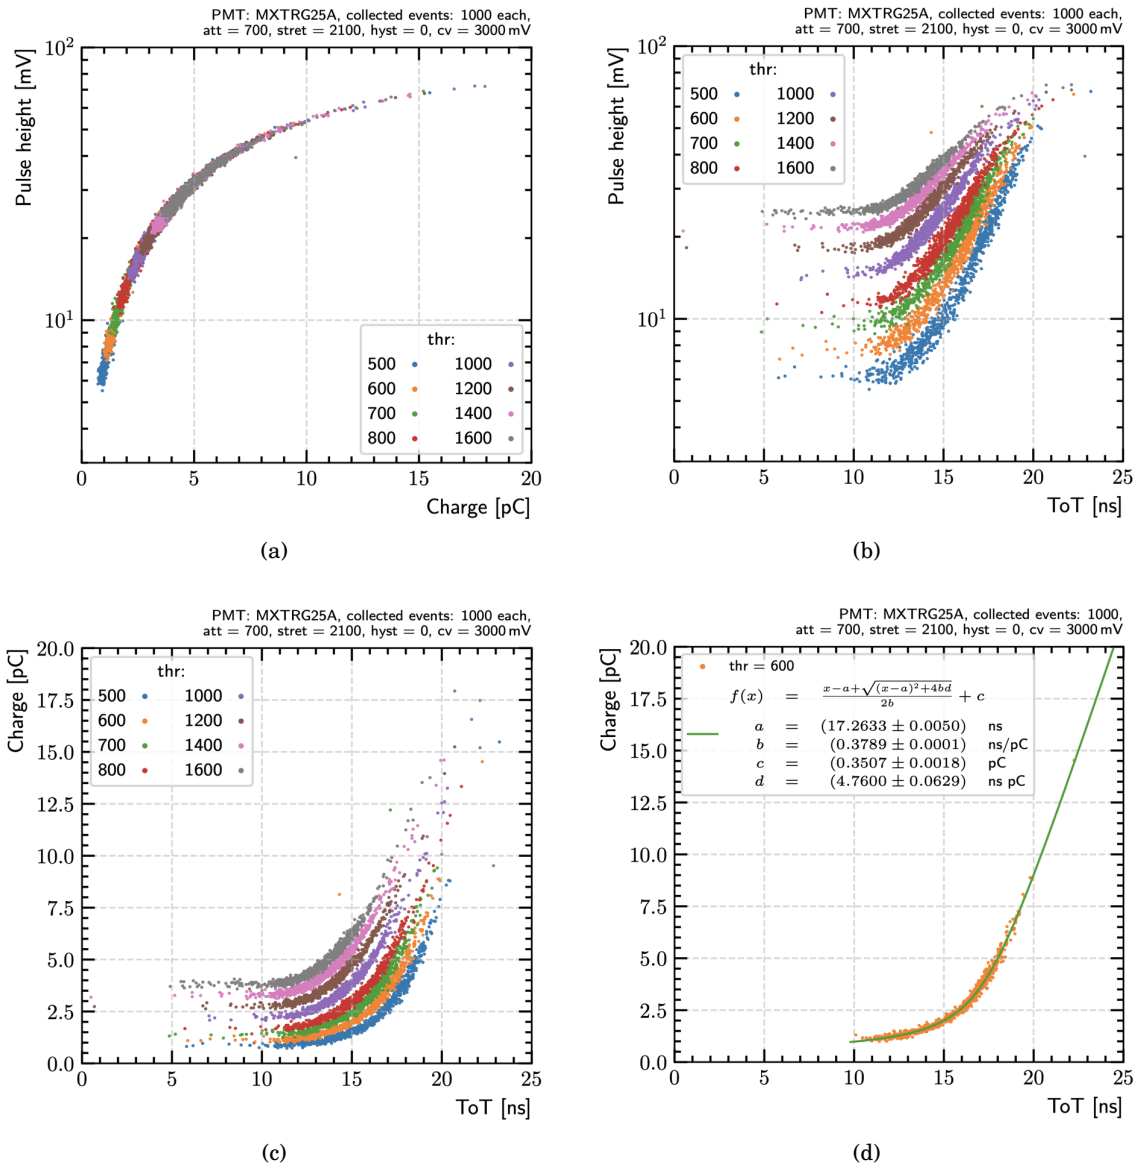 PMT: MXTRG25A, collected events: 1000 each,
att = 700, stret = 2100, hyst = 0, cv = 3000 mV
Pulse height [mV]
10²
10¹
thr:
500
1000
600
1200
700
1400
800
1600
0
5
10
15
20
Charge [pC]
(a)
PMT: MXTRG25A, collected events: 1000 each,
att = 700, stret = 2100, hyst = 0, cv = 3000 mV
Pulse height [mV]
10²
10¹
thr:
500
1000
600
1200
700
1400
800
1600
0
5
10
15
20
25
ToT [ns]
(b)
PMT: MXTRG25A, collected events: 1000 each,
att = 700, stret = 2100, hyst = 0, cv = 3000 mV
Charge [pC]
20.0
17.5
15.0
12.5
10.0
7.5
5.0
2.5
0.0
thr:
500
1000
600
1200
700
1400
800
1600
0
5
10
15
20
25
ToT [ns]
(c)
PMT: MXTRG25A, collected events: 1000,
att = 700, stret = 2100, hyst = 0, cv = 3000 mV
Charge [pC]
20.0
17.5
15.0
12.5
10.0
7.5
5.0
2.5
0.0
thr = 600
f(x) = (x−a+√((x−a)²+4bd))/2b + c
a = (17.2633 ± 0.0050) ns
b = (0.3789 ± 0.0001) ns/pC
c = (0.3507 ± 0.0018) pC
d = (4.7600 ± 0.0629) ns pC
0
5
10
15
20
25
ToT [ns]
(d)